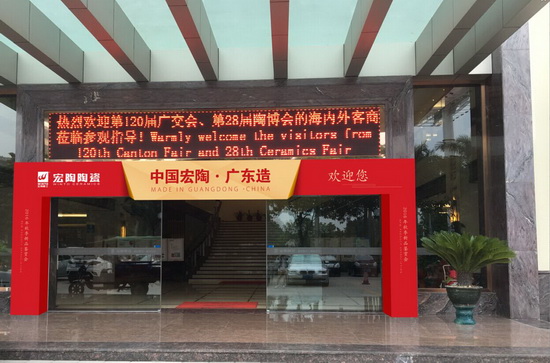 热烈欢迎第120届广交会、第28届陶博会的海内外客商
莅临参观指导!Warmly welcome the visitors from
120th Canton Fair and 28th Ceramics Fair
宏陶陶瓷
WINTO CERAMICS
中国宏陶·广东造
MADE IN GUANGDONG ·CHINA
欢迎您